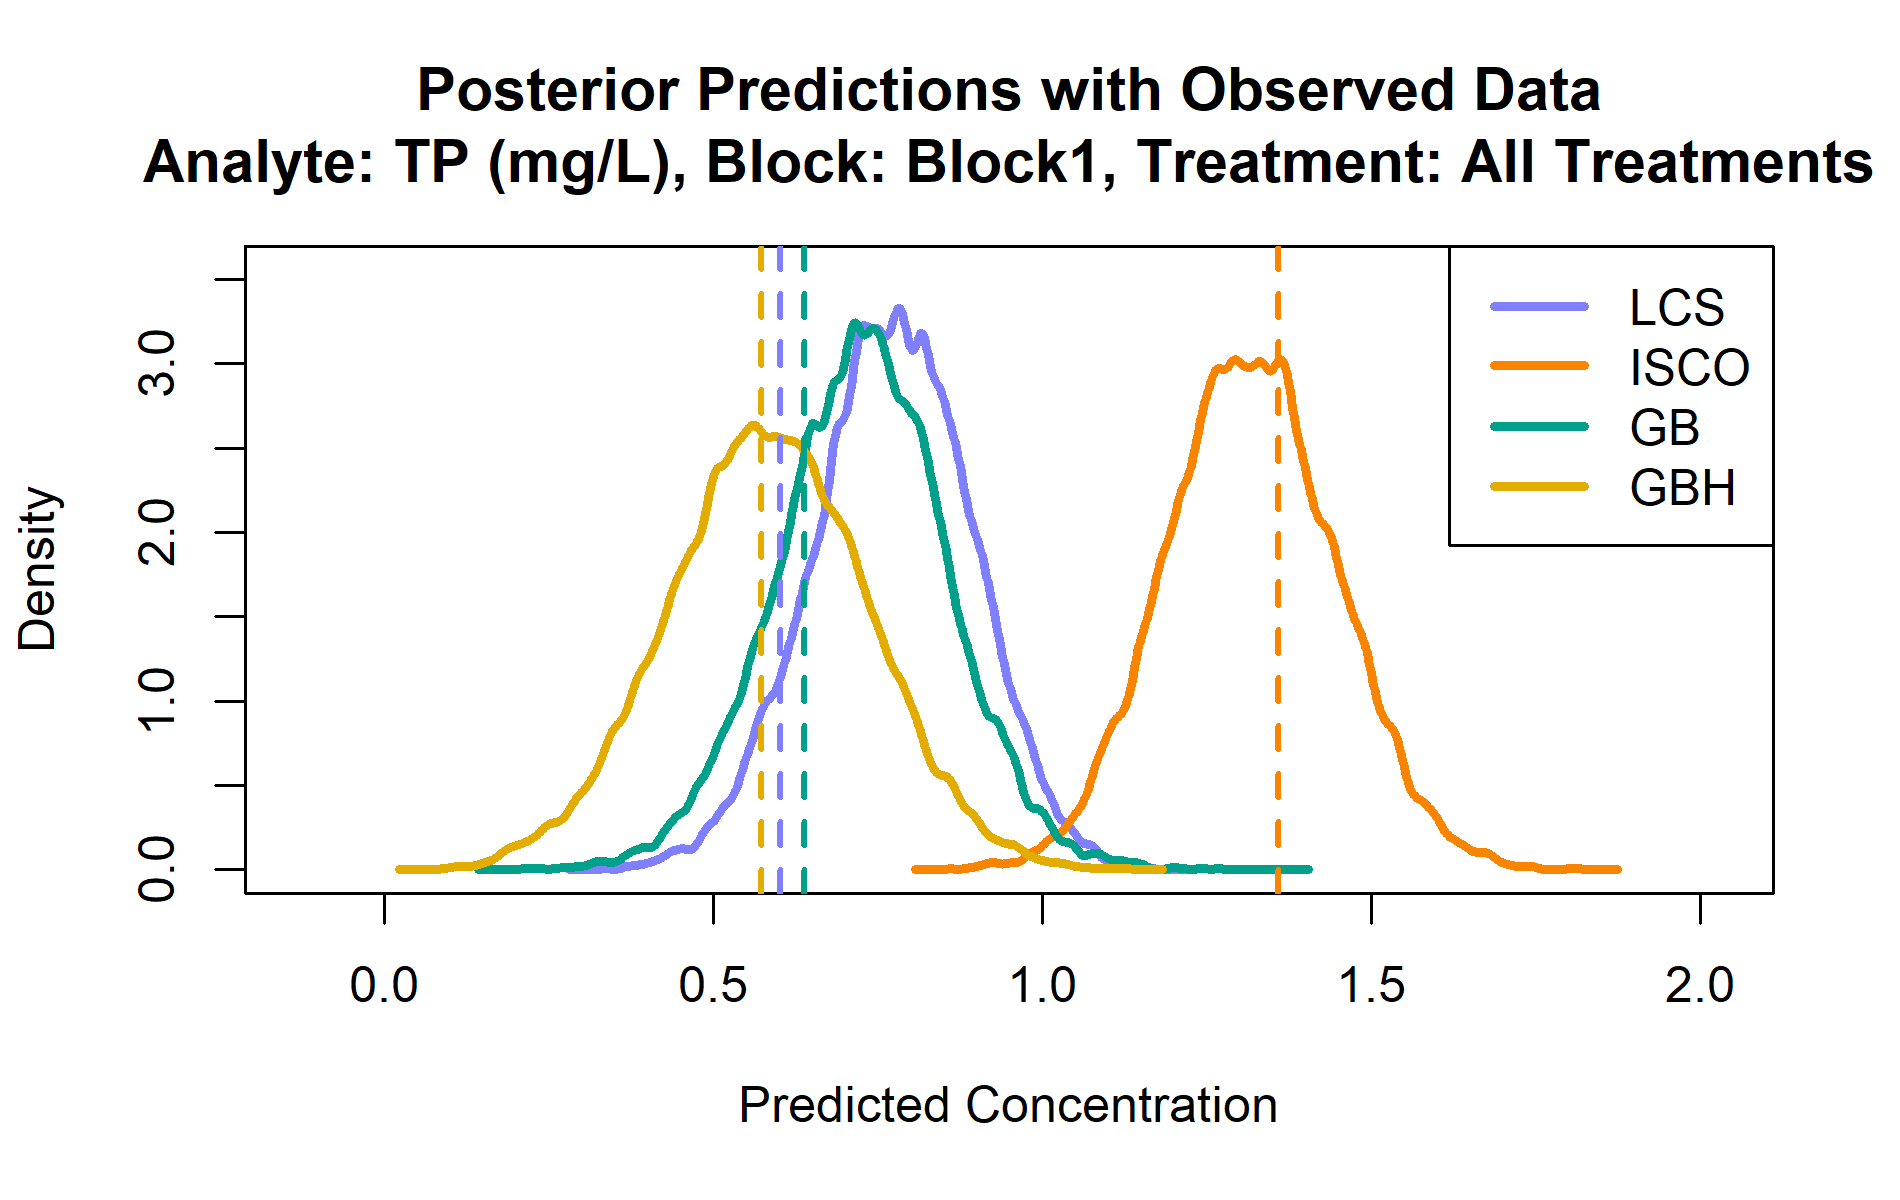 Posterior Predictions with Observed Data
Analyte: TP (mg/L), Block: Block1, Treatment: All Treatments
LCS
ISCO
GB
GBH
Density
3.0
2.0
1.0
0.0
0.0 0.5 1.0 1.5 2.0
Predicted Concentration